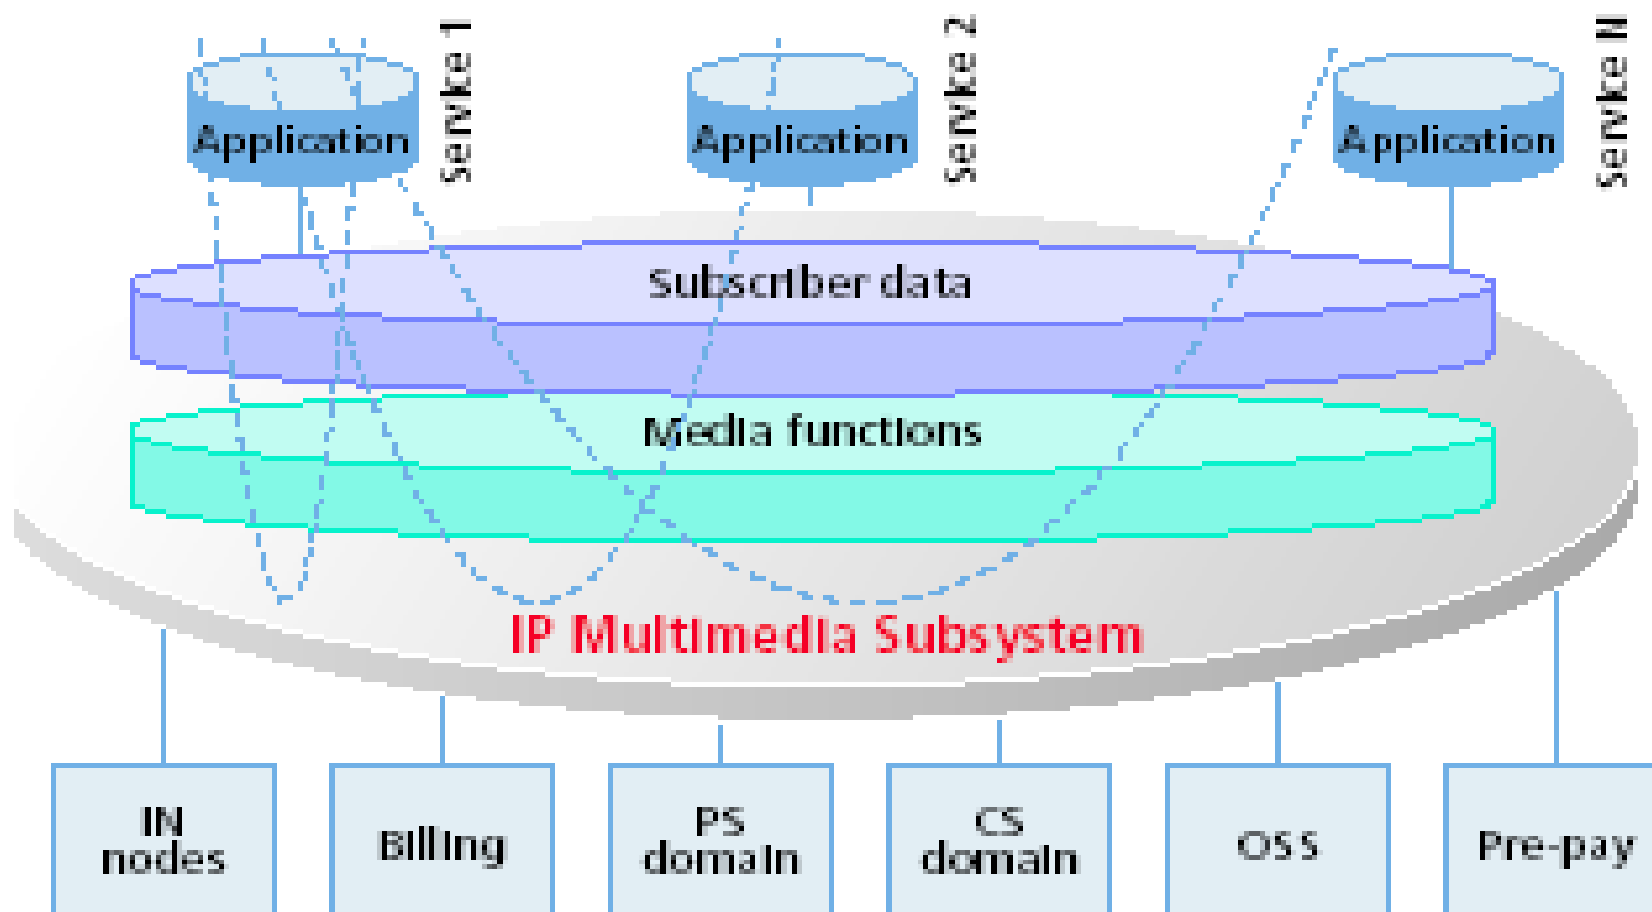 Service 1
Service 2
Service N
Application
Application
Application
Subscriber data
Media functions
IP Multimedia Subsystem
IN
nodes
Billing
PS
domain
CS
domain
OSS
Pre-pay